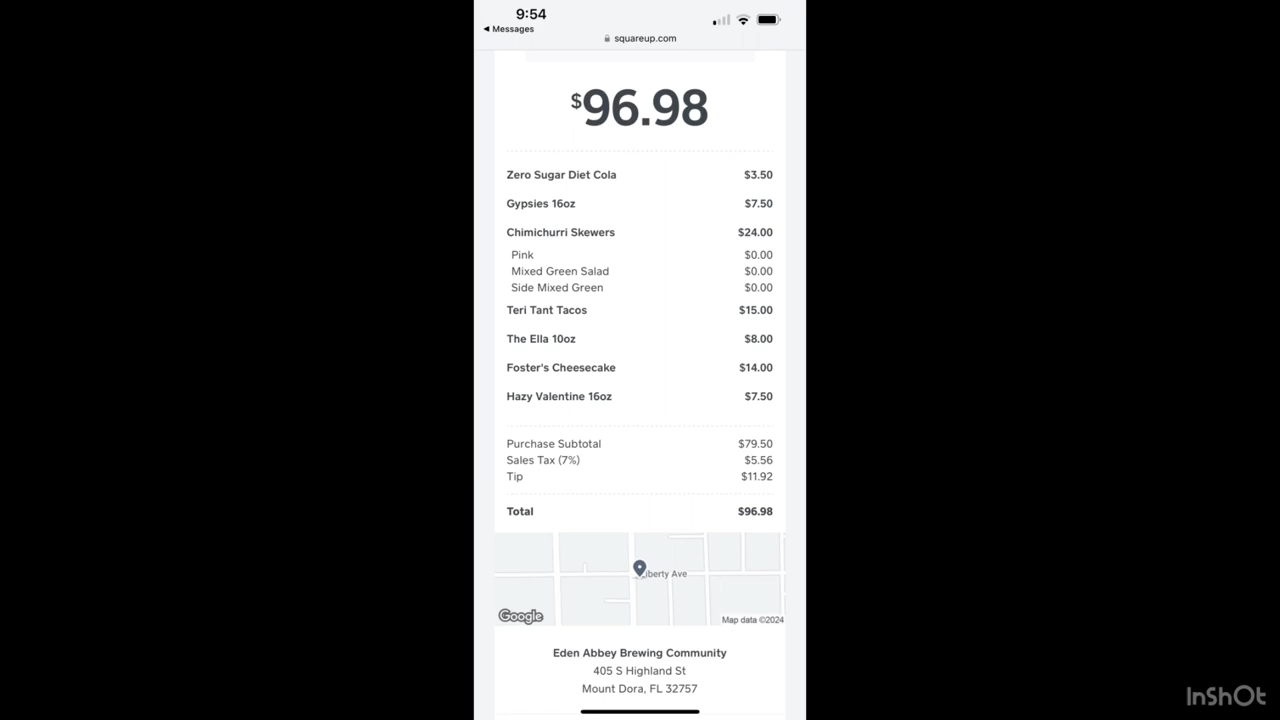 9:54
◀ Messages
squareup.com
$96.98
Zero Sugar Diet Cola $3.50
Gypsies 16oz $7.50
Chimichurri Skewers $24.00
Pink $0.00
Mixed Green Salad $0.00
Side Mixed Green $0.00
Teri Tant Tacos $15.00
The Ella 10oz $8.00
Foster's Cheesecake $14.00
Hazy Valentine 16oz $7.50
Purchase Subtotal $79.50
Sales Tax (7%) $5.56
Tip $11.92
Total $96.98
iberty Ave
Google
Map data ©2024
Eden Abbey Brewing Community
405 S Highland St
Mount Dora, FL 32757
InShOt